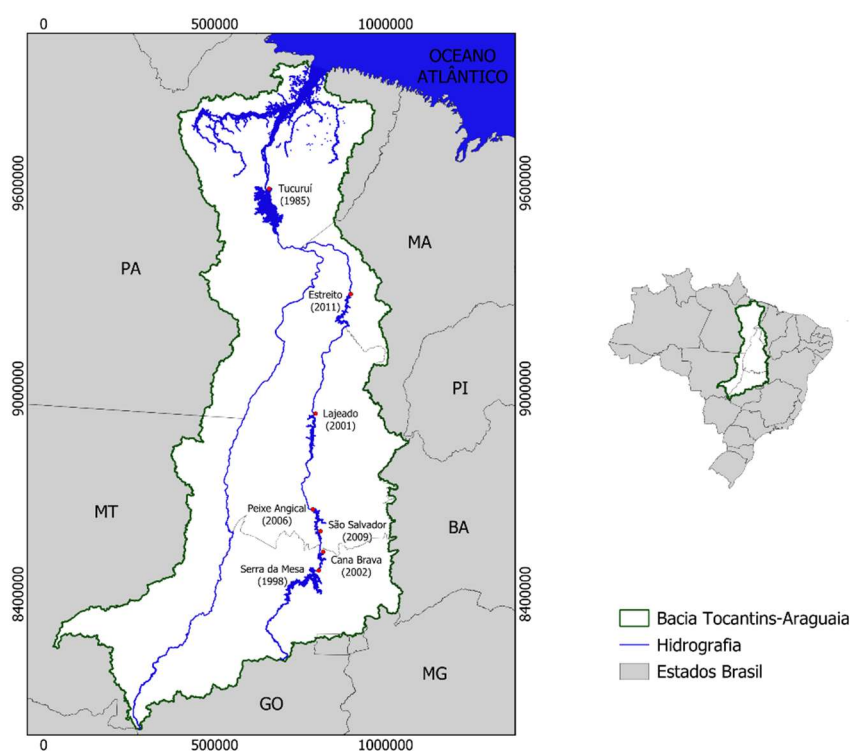 0 500000 1000000
OCEANO
ATLÂNTICO
9600000 9600000
Tucuruí
(1985)
PA
MA
Estreito
(2011)
9000000 9000000
PI
Lajeado
(2001)
MT
Peixe Angical
(2006)
São Salvador
(2009)
BA
Cana Brava
(2002)
Serra da Mesa
(1998)
8400000 8400000
GO
MG
0 500000 1000000
Bacia Tocantins-Araguaia
Hidrografia
Estados Brasil